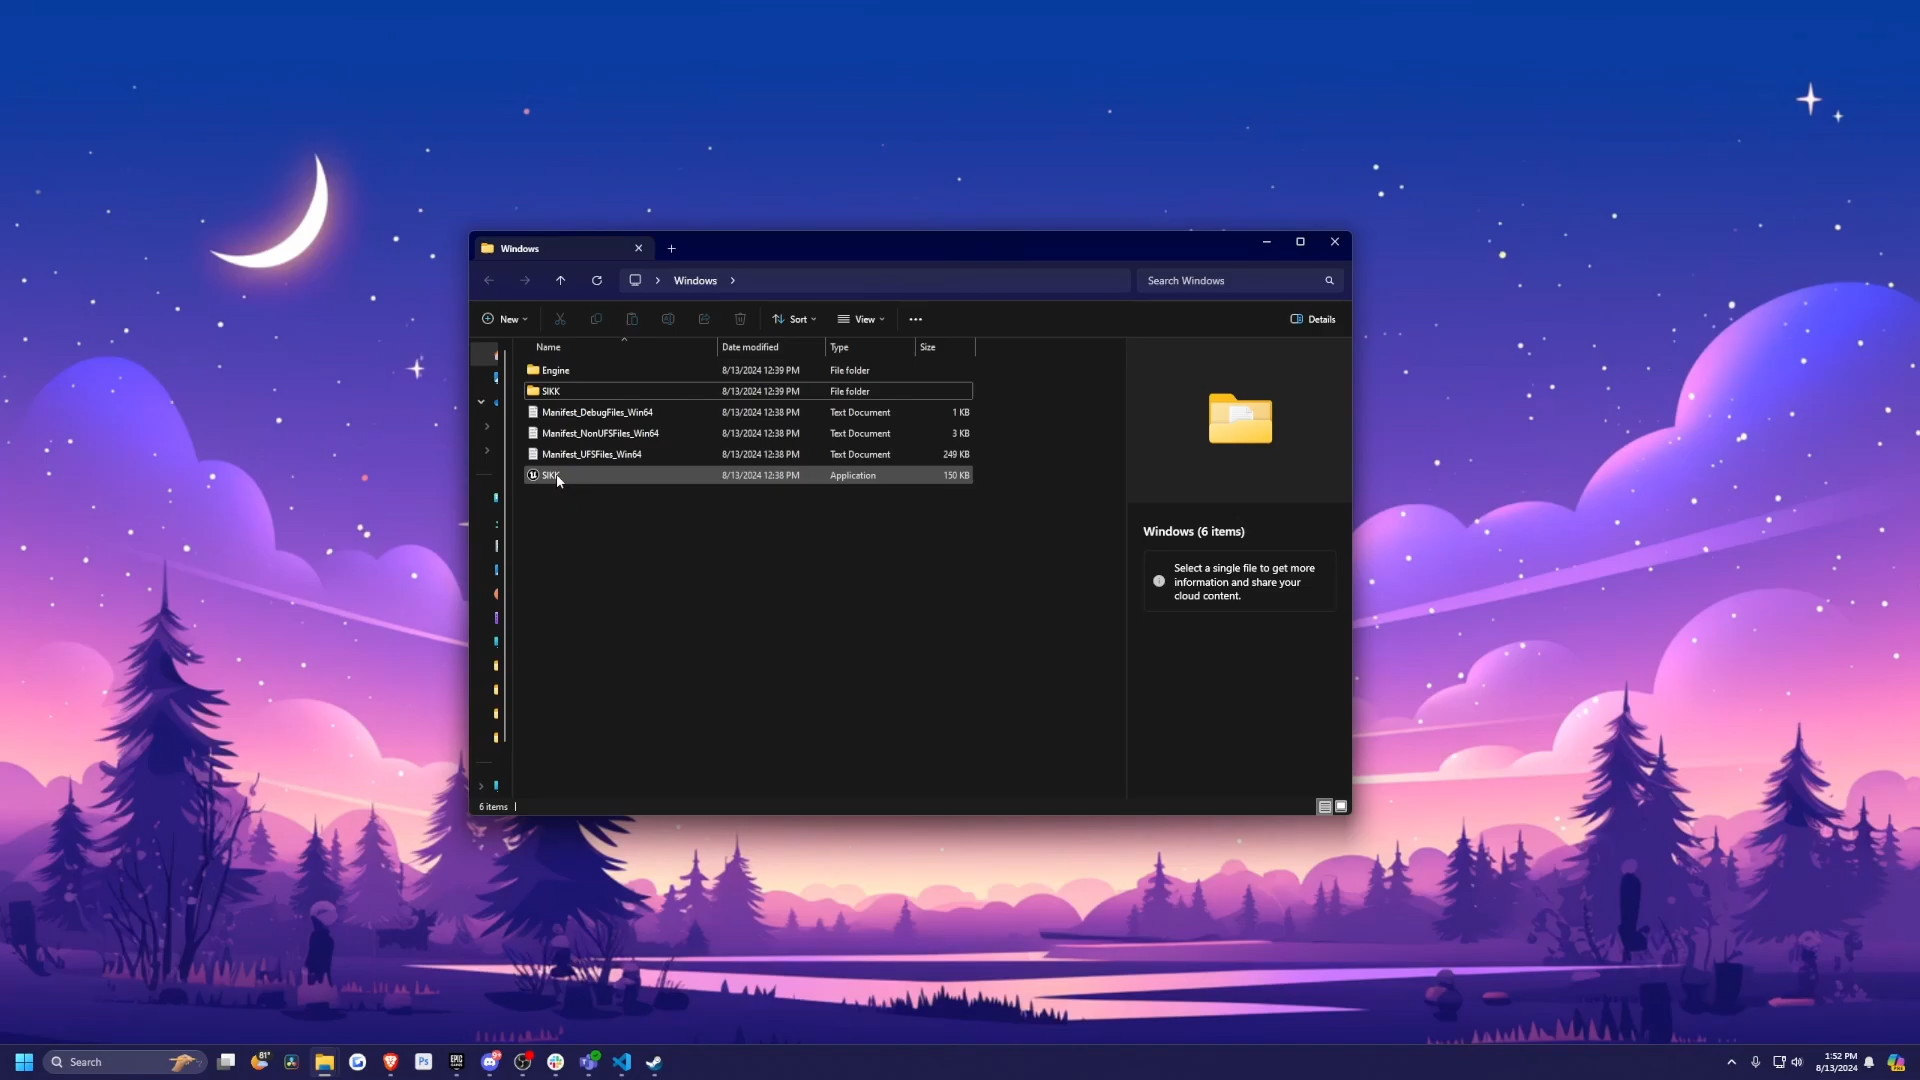 Windows
Windows
Search Windows
New
Sort
View
Details
Name Date modified Type Size
Engine 8/13/2024 12:39 PM File folder
SIKK 8/13/2024 12:39 PM File folder
Manifest_DebugFiles_Win64 8/13/2024 12:38 PM Text Document 1 KB
Manifest_NonUFSFiles_Win64 8/13/2024 12:38 PM Text Document 3 KB
Manifest_UFSFiles_Win64 8/13/2024 12:38 PM Text Document 249 KB
SIKK 8/13/2024 12:38 PM Application 150 KB
Windows (6 items)
Select a single file to get more
information and share your
cloud content.
6 items
Search
81°
Ps
EPIC
9+
1:52 PM
8/13/2024